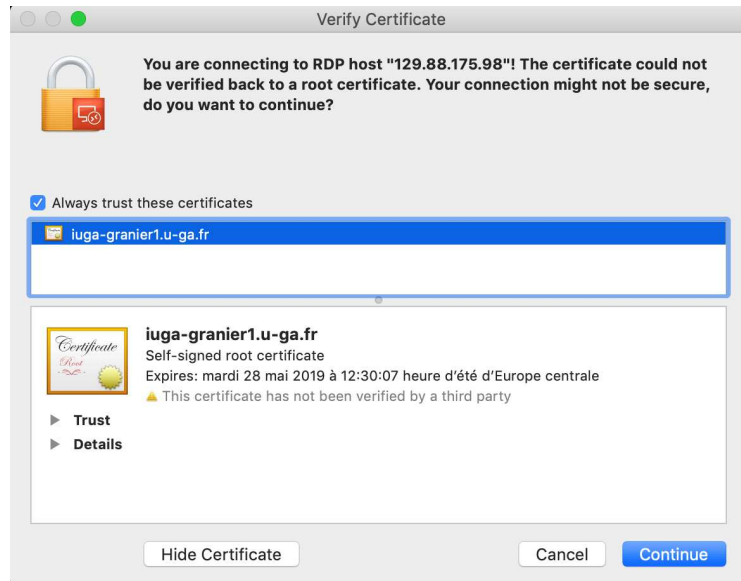 Verify Certificate
You are connecting to RDP host "129.88.175.98"! The certificate could not
be verified back to a root certificate. Your connection might not be secure,
do you want to continue?
Always trust these certificates
iuga-granier1.u-ga.fr
Certificate
Root
iuga-granier1.u-ga.fr
Self-signed root certificate
Expires: mardi 28 mai 2019 à 12:30:07 heure d'été d'Europe centrale
This certificate has not been verified by a third party
Trust
Details
Hide Certificate
Cancel
Continue